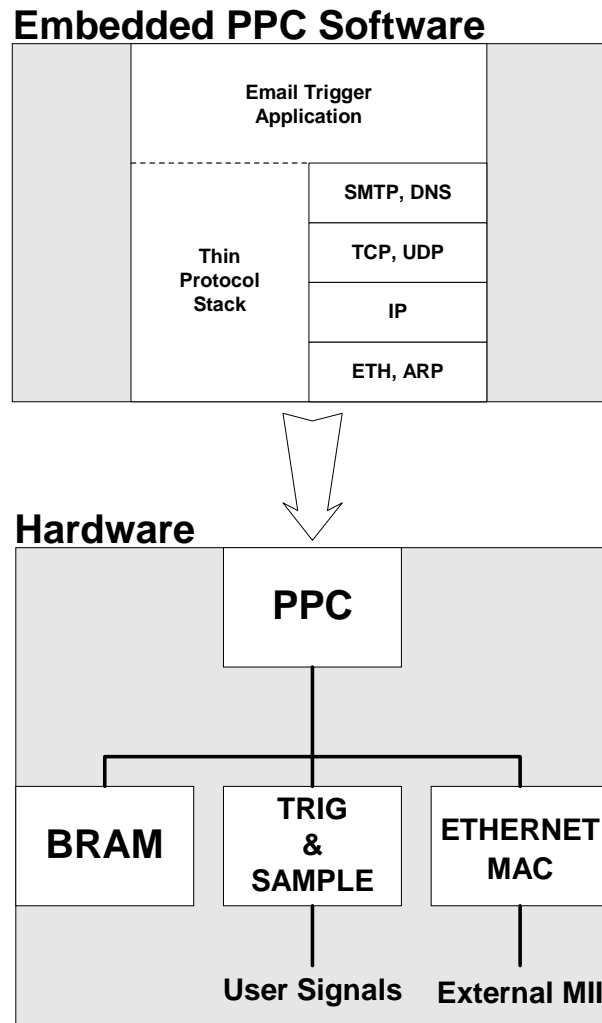 Embedded PPC Software
Email Trigger
Application
SMTP, DNS
TCP, UDP
Thin
Protocol
Stack
IP
ETH, ARP
Hardware
PPC
BRAM
TRIG
&
SAMPLE
ETHERNET
MAC
User Signals
External MII